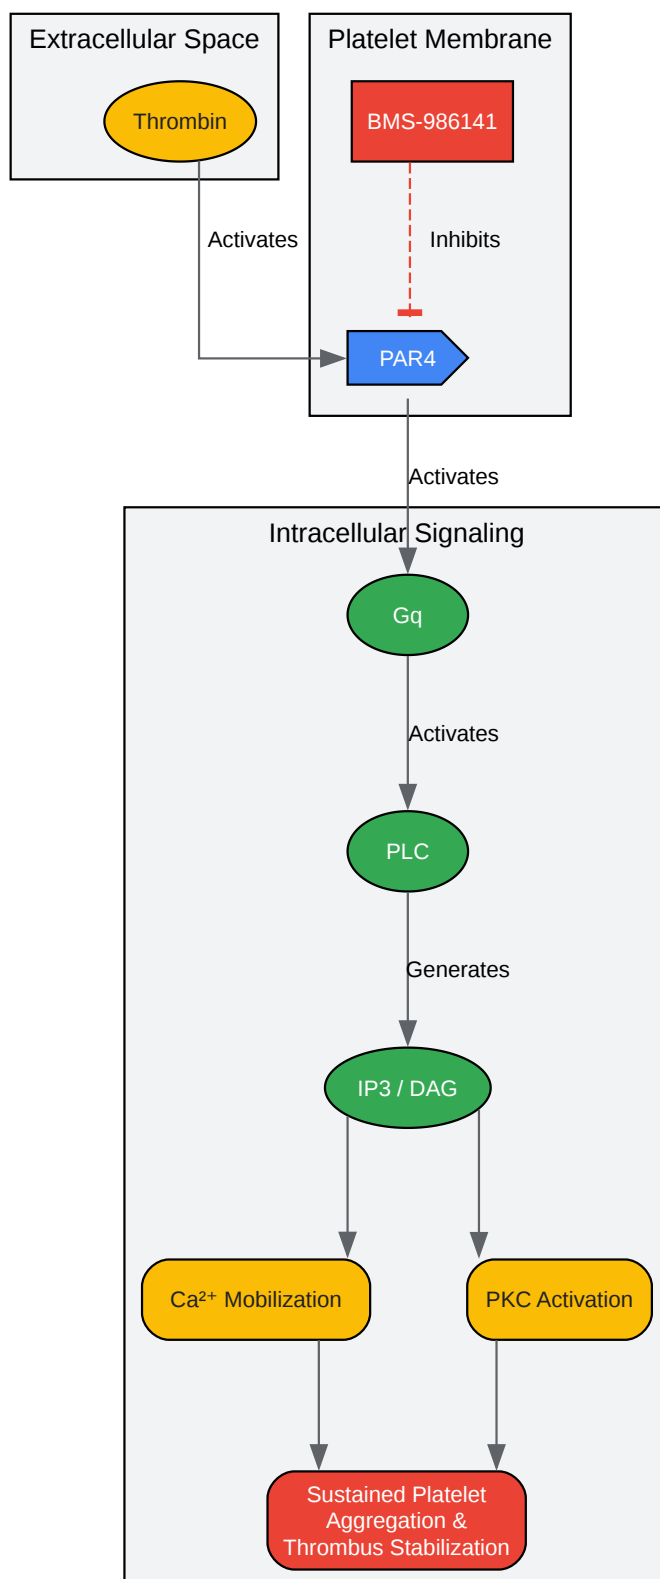 Extracellular Space
Platelet Membrane
Thrombin
BMS-986141
Activates
Inhibits
PAR4
Activates
Intracellular Signaling
Gq
Activates
PLC
Generates
IP3 / DAG
Ca²⁺ Mobilization
PKC Activation
Sustained Platelet
Aggregation &
Thrombus Stabilization